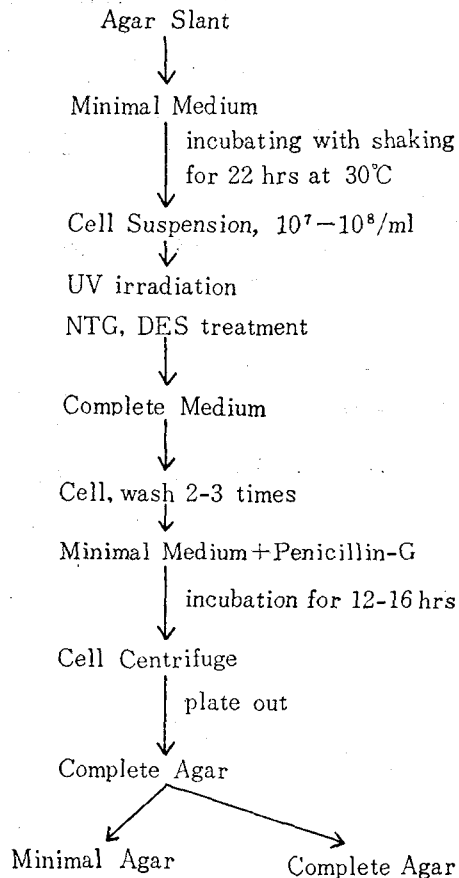 Agar Slant
Minimal Medium
incubating with shaking
for 22 hrs at 30℃
Cell Suspension, 10⁷−10⁸/ml
UV irradiation
NTG, DES treatment
Complete Medium
Cell, wash 2-3 times
Minimal Medium+Penicillin-G
incubation for 12-16 hrs
Cell Centrifuge
plate out
Complete Agar
Minimal Agar
Complete Agar